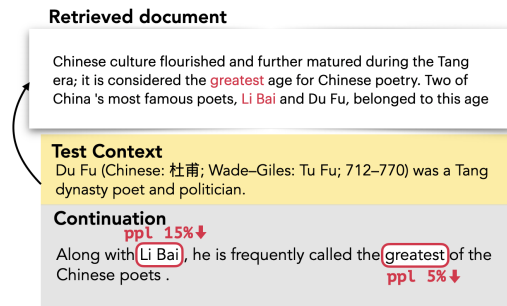 Retrieved document
Chinese culture flourished and further matured during the Tang
era; it is considered the greatest age for Chinese poetry. Two of
China 's most famous poets, Li Bai and Du Fu, belonged to this age
Test Context
Du Fu (Chinese: 杜甫; Wade–Giles: Tu Fu; 712–770) was a Tang
dynasty poet and politician.
Continuation
ppl 15%⬇
Along with Li Bai , he is frequently called the greatest of the
Chinese poets .
ppl 5%⬇